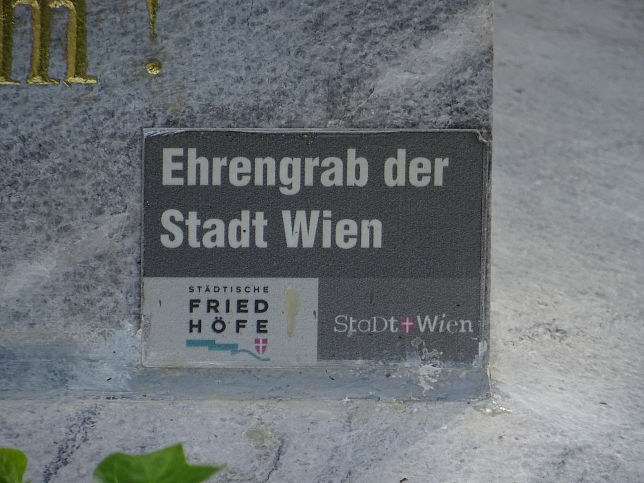 m!
Ehrengrab der
Stadt Wien
STÄDTISCHE
FRIED
HÖFE
StaDt+Wien